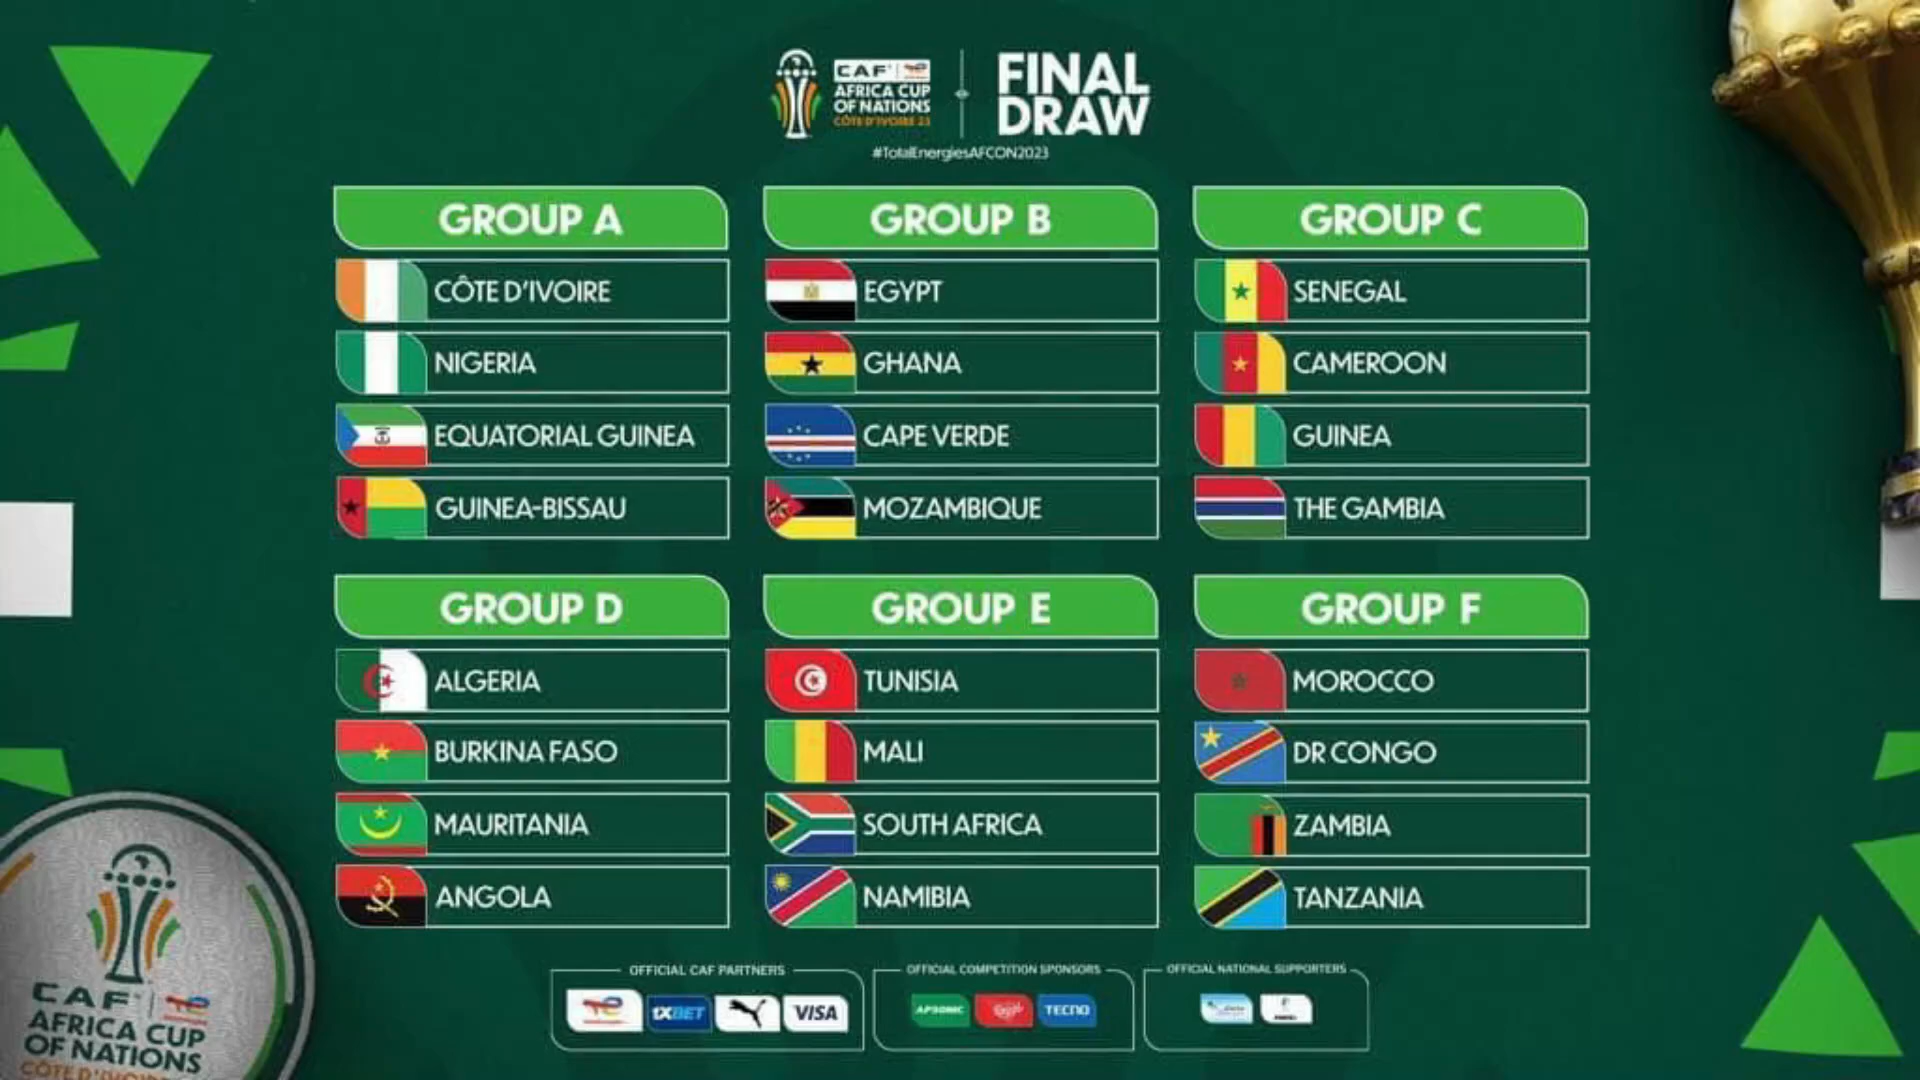 CAF
AFRICA CUP
OF NATIONS
CÔTE D'IVOIRE 23
FINAL
DRAW
#TotalEnergiesAFCON2023
GROUP A
CÔTE D'IVOIRE
NIGERIA
EQUATORIAL GUINEA
GUINEA-BISSAU
GROUP B
EGYPT
GHANA
CAPE VERDE
MOZAMBIQUE
GROUP C
SENEGAL
CAMEROON
GUINEA
THE GAMBIA
GROUP D
ALGERIA
BURKINA FASO
MAURITANIA
ANGOLA
GROUP E
TUNISIA
MALI
SOUTH AFRICA
NAMIBIA
GROUP F
MOROCCO
DR CONGO
ZAMBIA
TANZANIA
OFFICIAL CAF PARTNERS
1XBET
VISA
OFFICIAL COMPETITION SPONSORS
APSONIC
TECNO
OFFICIAL NATIONAL SUPPORTERS
CAF
AFRICA CUP
OF NATIONS